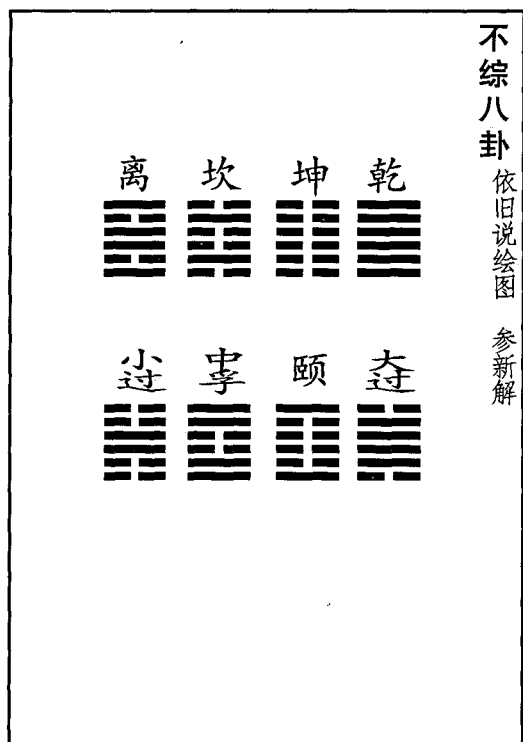 不综八卦
依旧说绘图 参新解
乾 坤 坎 离
大过 颐 中孚 小过